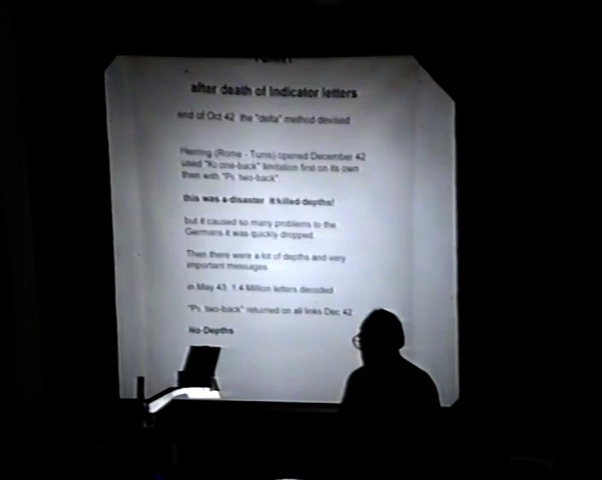 after death of Indicator letters
end of Oct 42 the "delta" method devised
Herring (Rome - Tunis) opened December 42
used "K₂ one-back" limitation first on its own
then with "P₅ two-back"
this was a disaster it killed depths!
but it caused so many problems to the
Germans it was quickly dropped.
Then there were a lot of depths and very
important messages
in May 43 1.4 Million letters decoded
"P₅ two-back" returned on all links Dec 42
No Depths